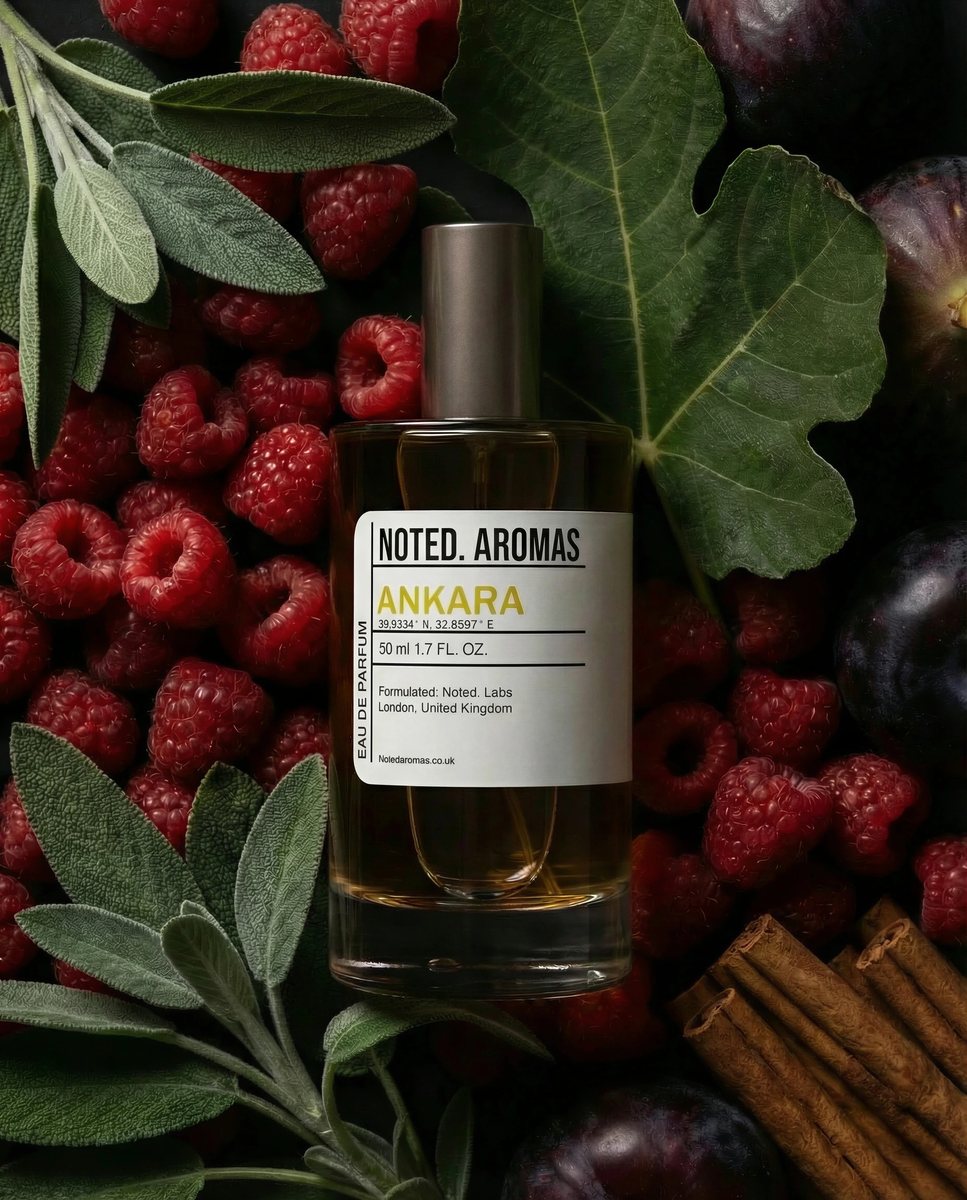 NOTED. AROMAS
ANKARA
39,9334° N, 32.8597° E
50 ml 1.7 FL. OZ.
Formulated: Noted. Labs
London, United Kingdom
Notedaromas.co.uk
EAU DE PARFUM